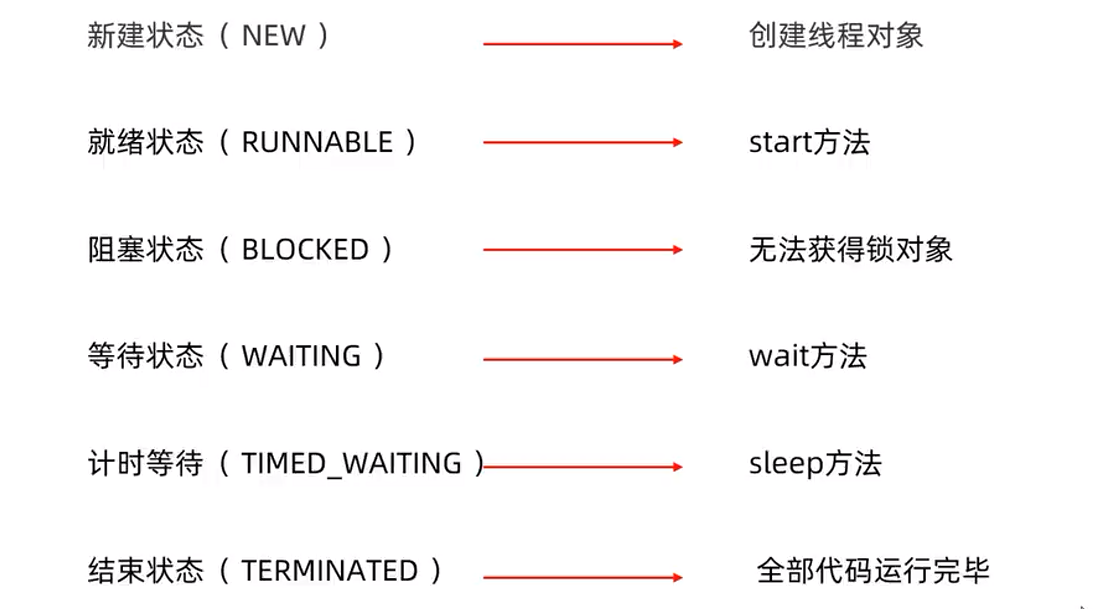 新建状态（ NEW ） 创建线程对象
就绪状态（ RUNNABLE ） start方法
阻塞状态（ BLOCKED ） 无法获得锁对象
等待状态（ WAITING ） wait方法
计时等待（ TIMED_WAITING ） sleep方法
结束状态（ TERMINATED ） 全部代码运行完毕